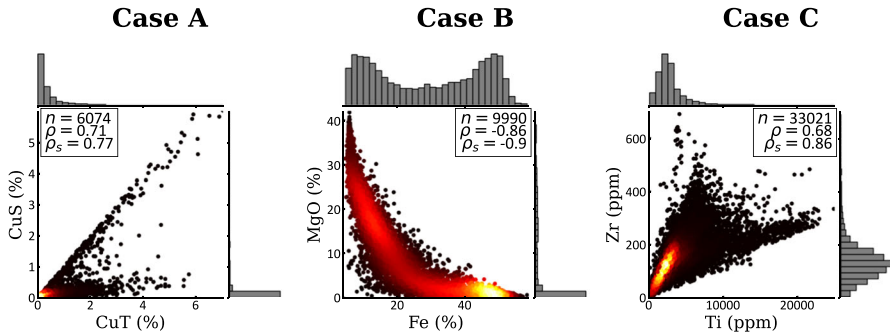 Case A
Case B
Case C
n = 6074
ρ = 0.71
ρs = 0.77
n = 9990
ρ = -0.86
ρs = -0.9
n = 33021
ρ = 0.68
ρs = 0.86
CuS (%)
5
4
3
2
1
0
0
2
4
6
CuT (%)
MgO (%)
40
30
20
10
0
20
40
Fe (%)
Zr (ppm)
600
400
200
0
0
10000
20000
Ti (ppm)